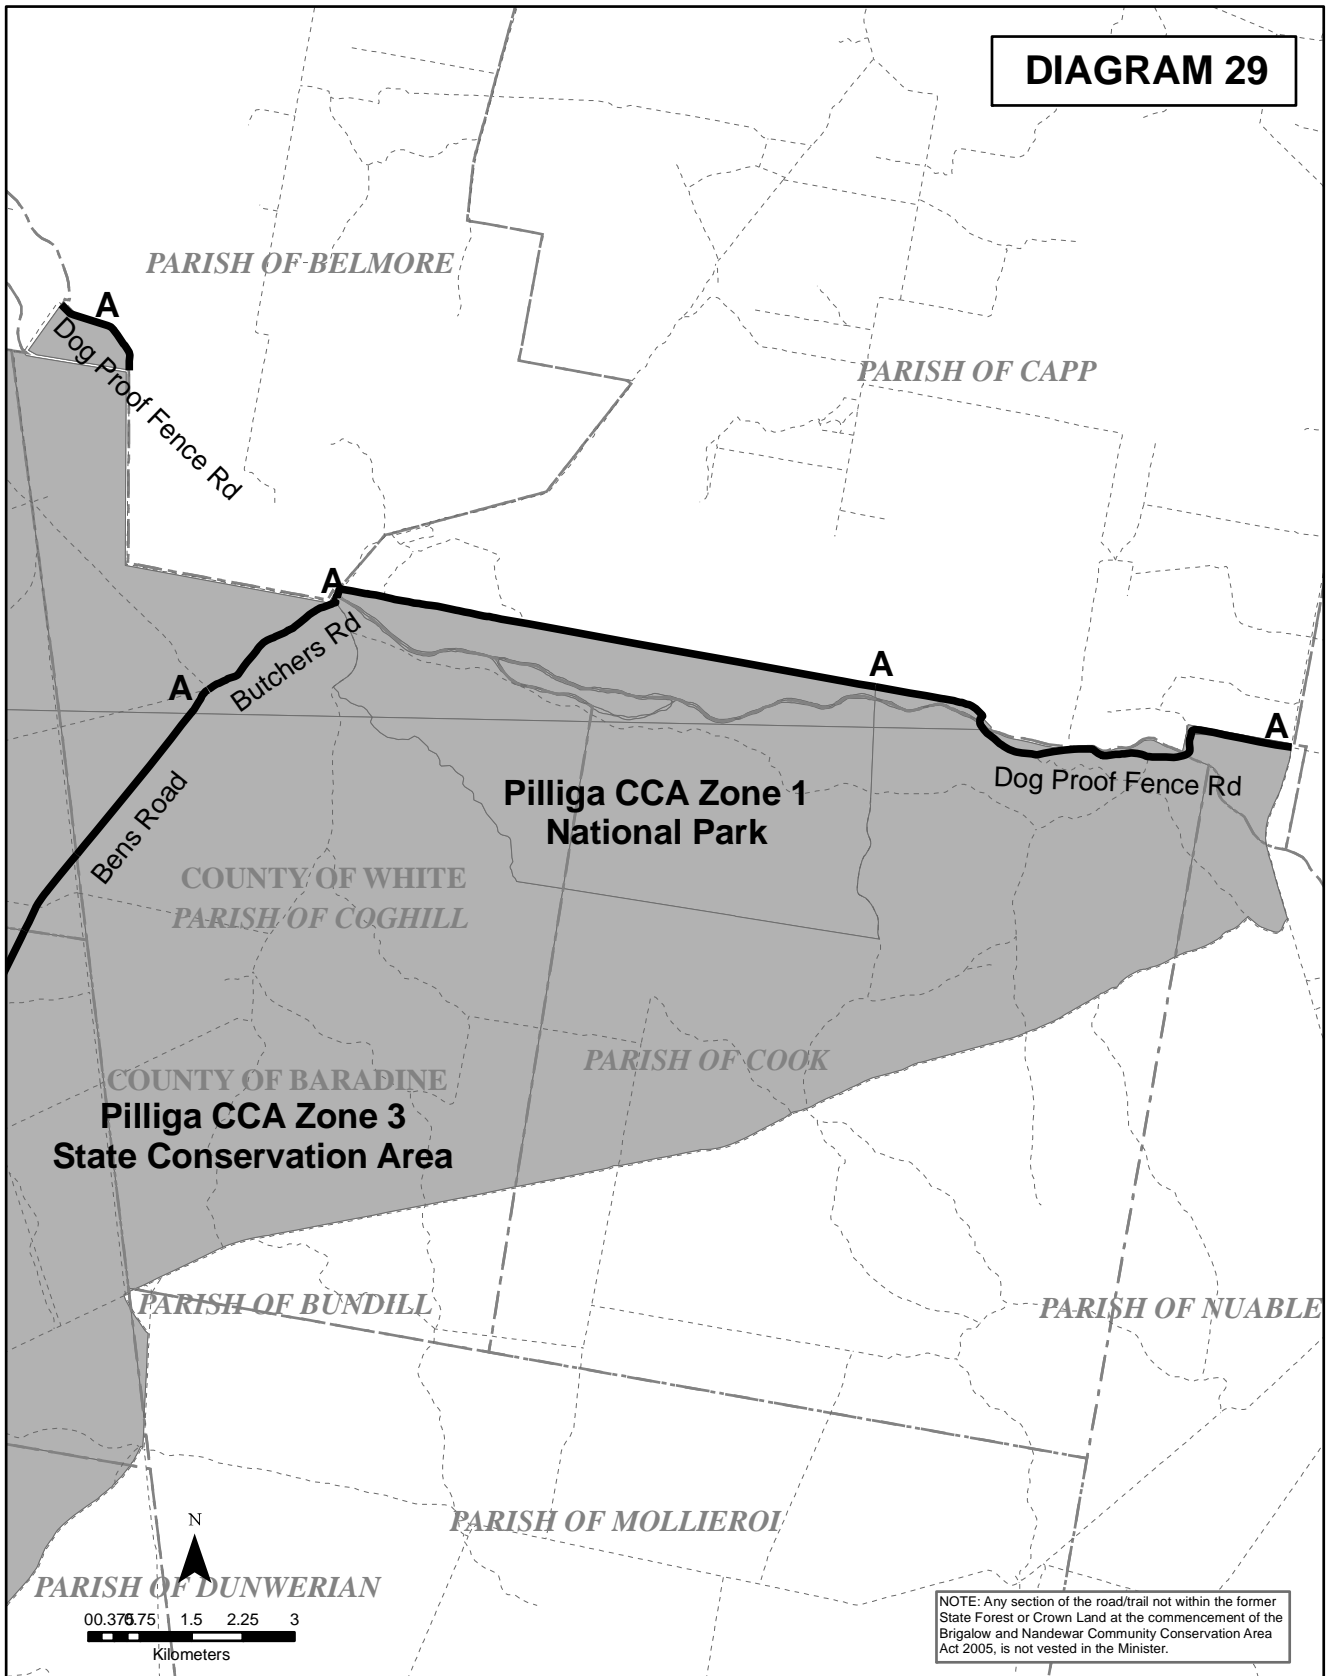 DIAGRAM 29
PARISH OF BELMORE
A
Dog Proof Fence Rd
PARISH OF CAPP
A
Butchers Rd
A
A
A
Bens Road
Dog Proof Fence Rd
Pilliga CCA Zone 1
National Park
COUNTY OF WHITE
PARISH OF COGHILL
PARISH OF COOK
COUNTY OF BARADINE
Pilliga CCA Zone 3
State Conservation Area
PARISH OF BUNDILL
PARISH OF NUABLE
PARISH OF MOLLIEROI
N
PARISH OF DUNWERIAN
0 0.375 0.75 1.5 2.25 3
Kilometers
NOTE: Any section of the road/trail not within the former
State Forest or Crown Land at the commencement of the
Brigalow and Nandewar Community Conservation Area
Act 2005, is not vested in the Minister.